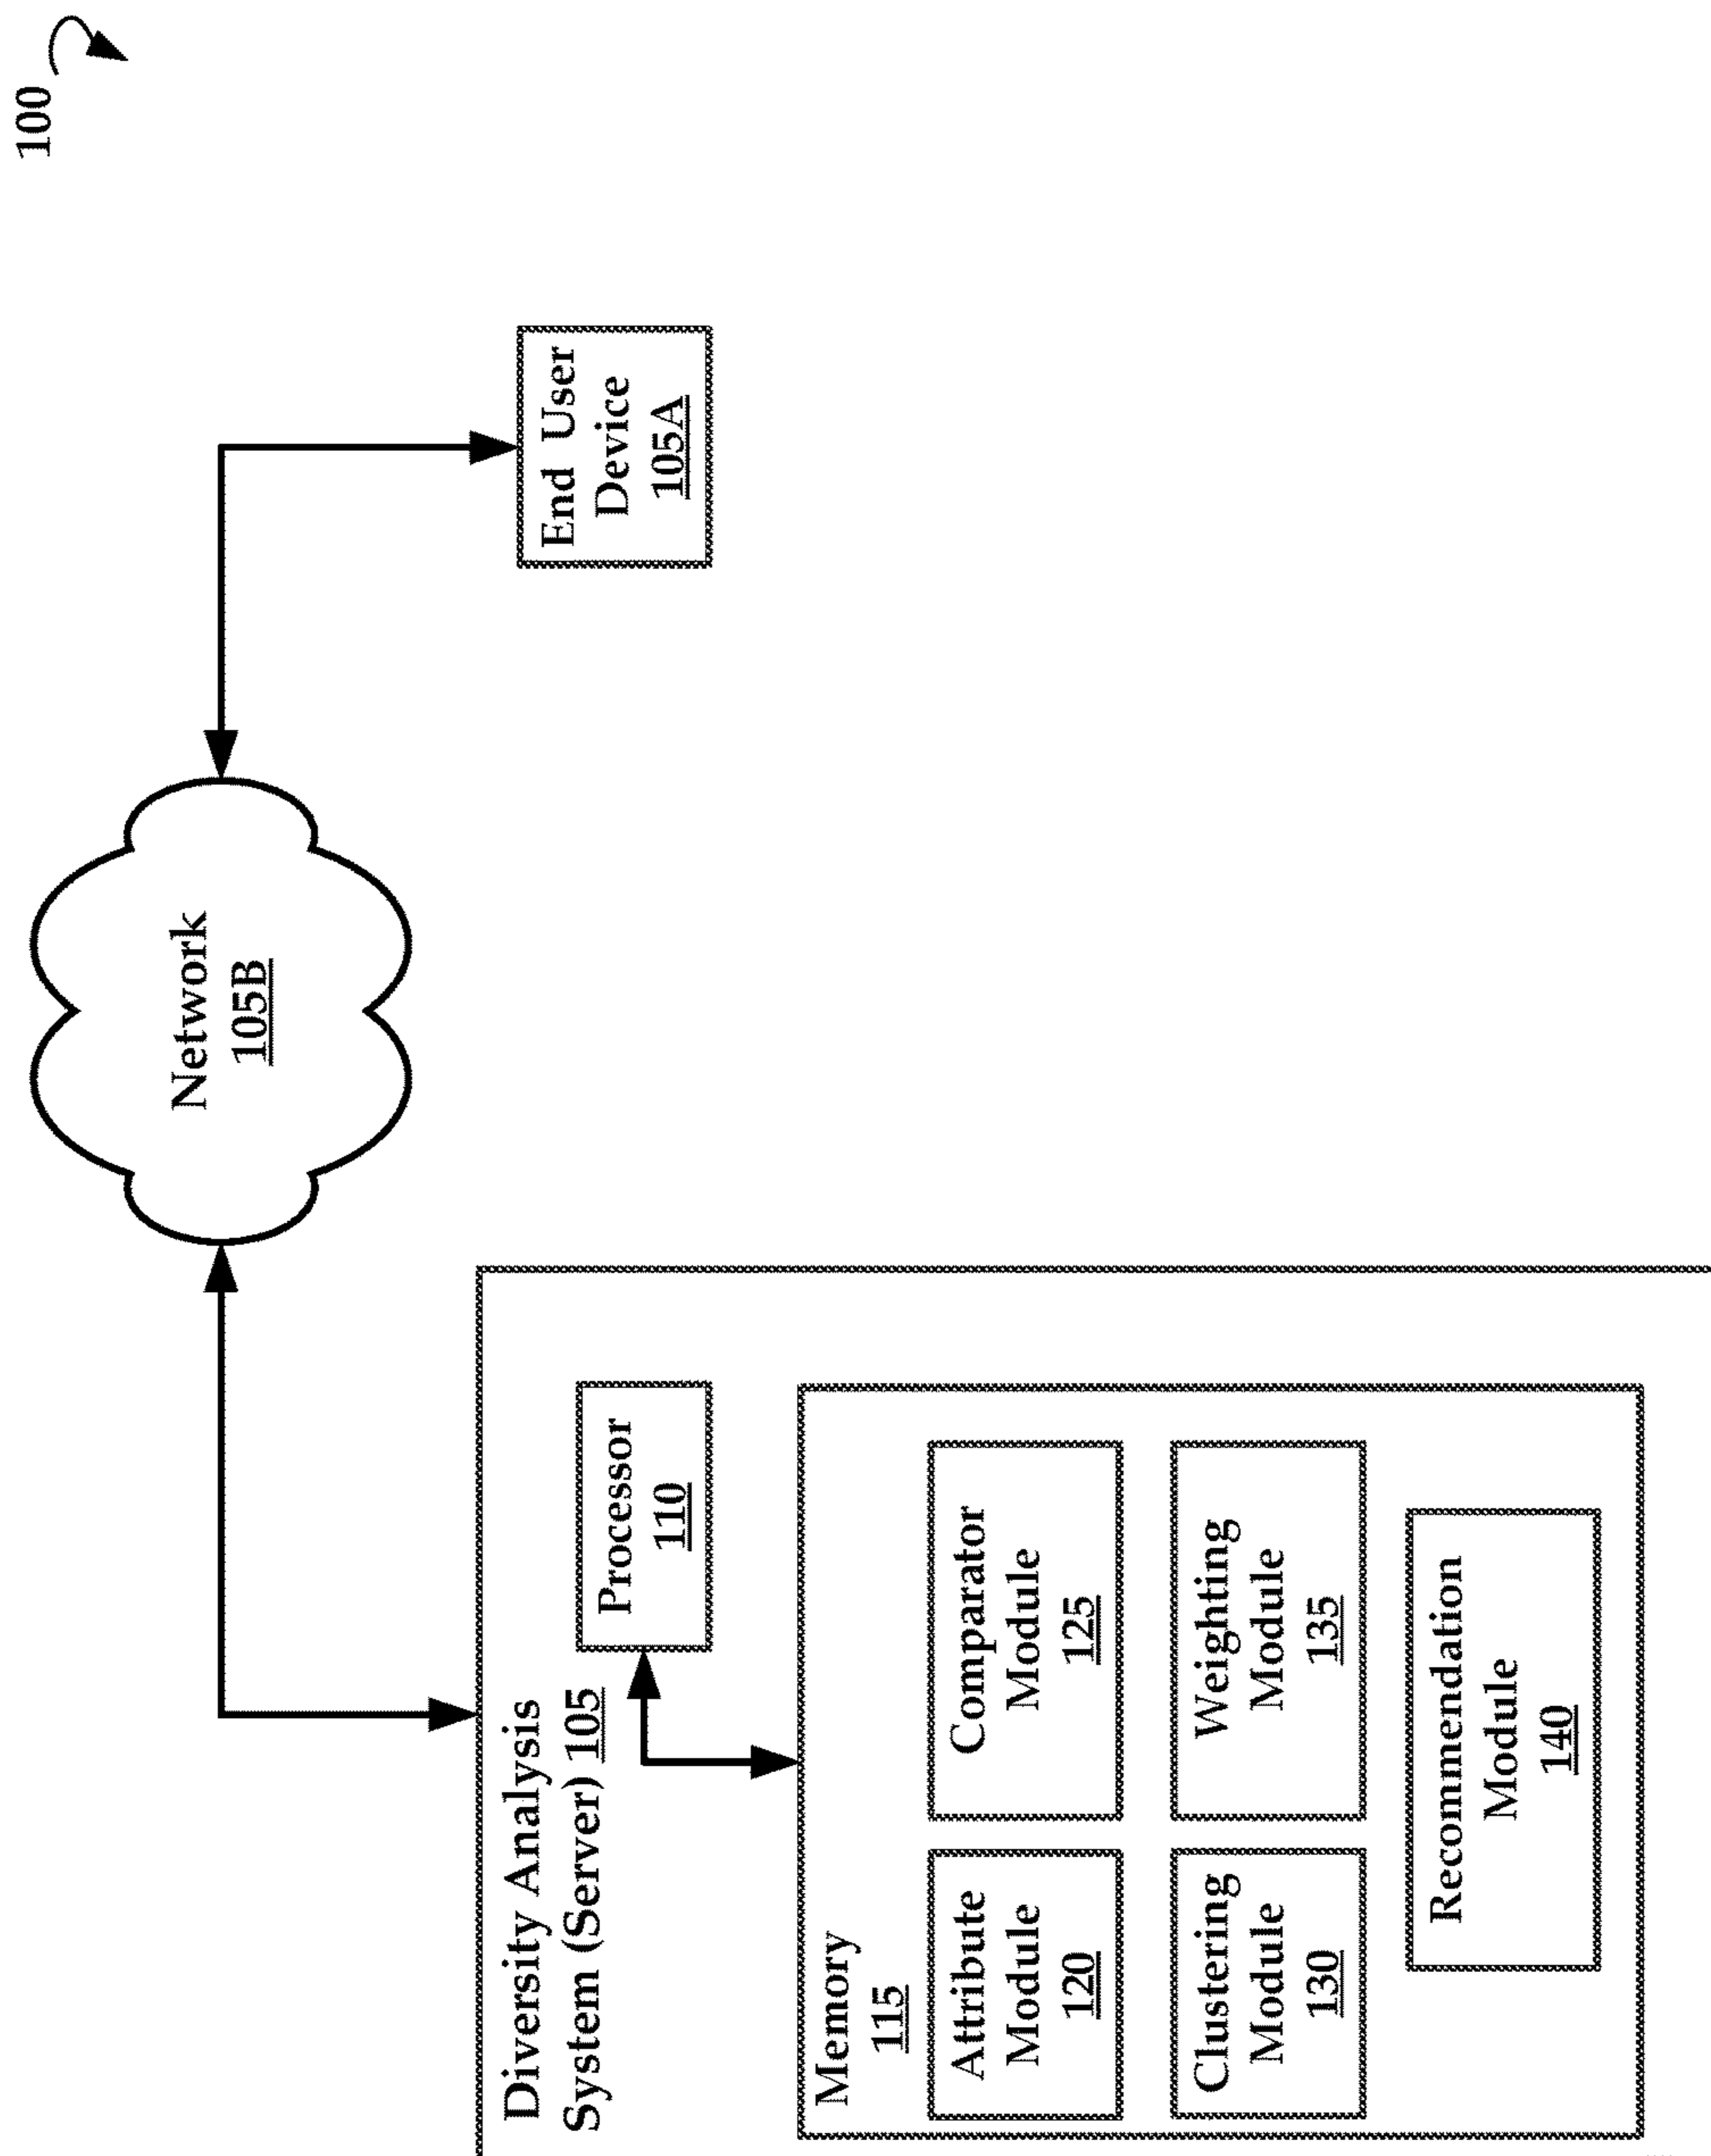 100
Network
105B
End User
Device
105A
Diversity Analysis
System (Server) 105
Processor
110
Memory
115
Attribute
Module
120
Comparator
Module
125
Clustering
Module
130
Weighting
Module
135
Recommendation
Module
140